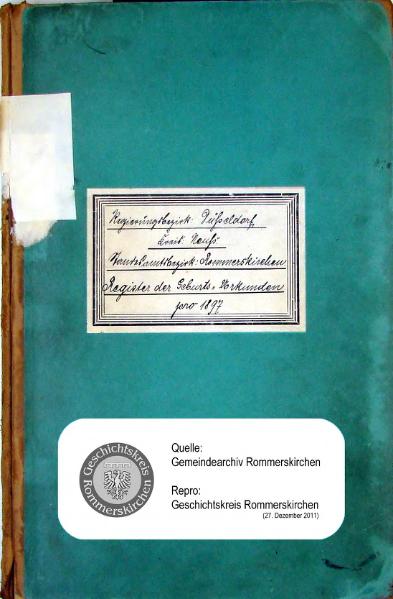 Regierungsbezirk: Düsseldorf,
Kreis: Neuß
Standesamtsbezirk: Rommerskirchen
Register der Geburts-Urkunden
pro 1897
Geschichtskreis
Rommerskirchen
Quelle:
Gemeindearchiv Rommerskirchen
Repro:
Geschichtskreis Rommerskirchen
(27. Dezember 2011)